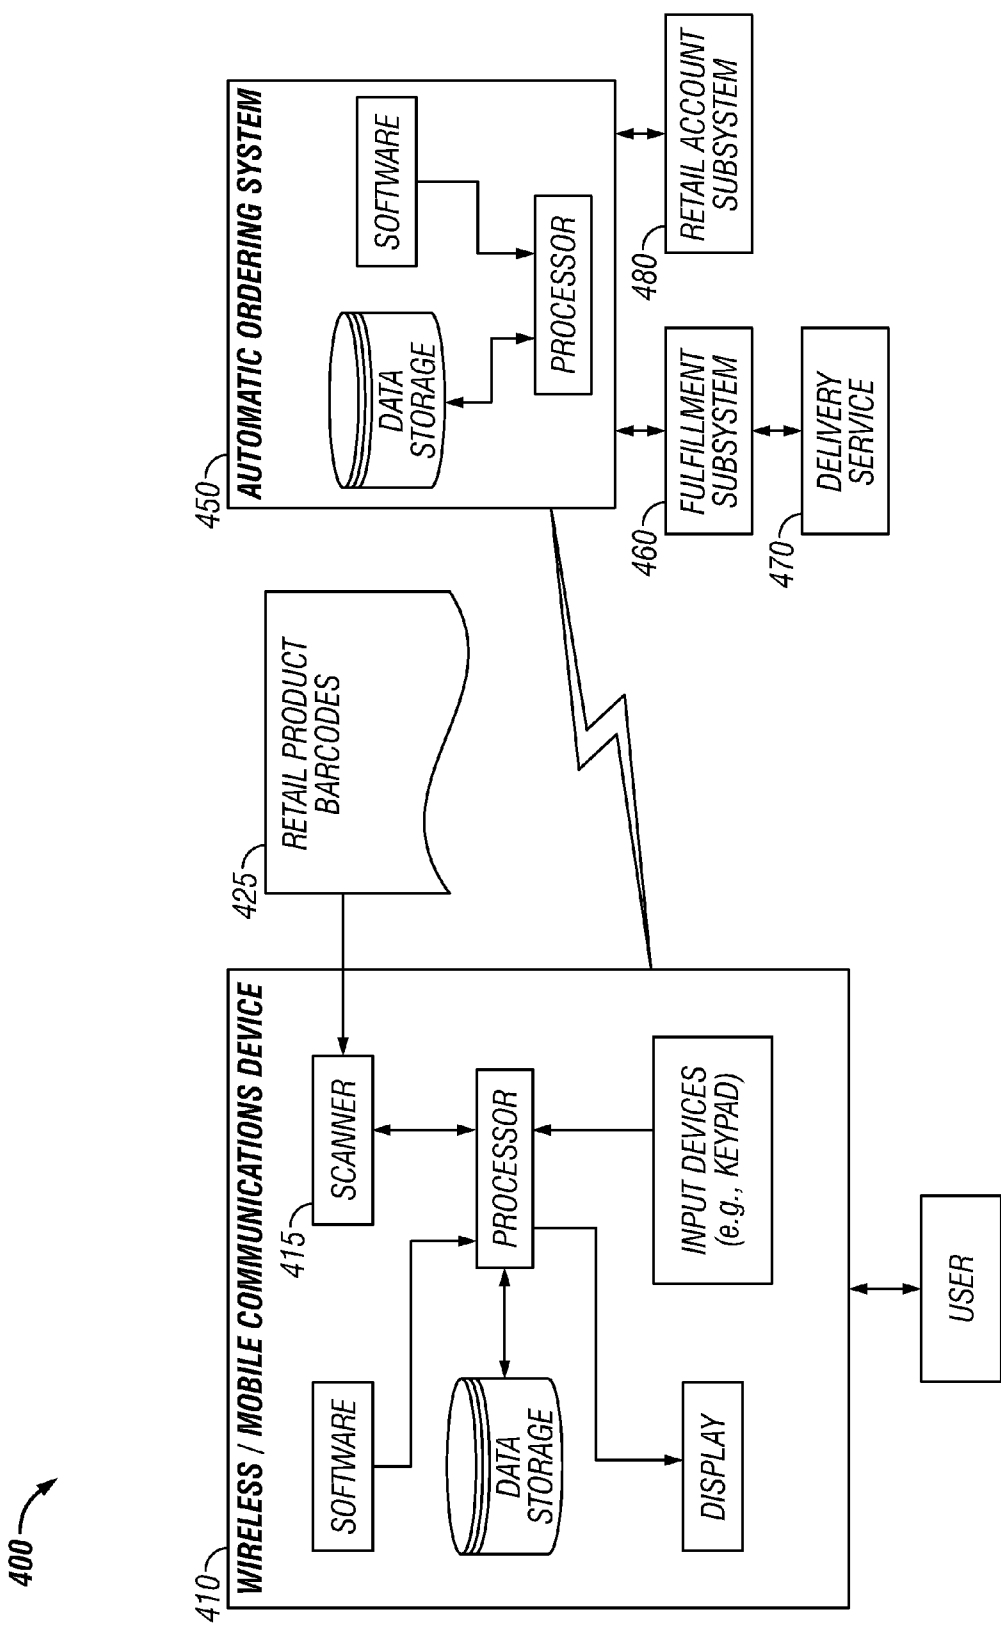 400
410
WIRELESS / MOBILE COMMUNICATIONS DEVICE
SOFTWARE
415
SCANNER
DATA
STORAGE
PROCESSOR
DISPLAY
INPUT DEVICES
(e.g., KEYPAD)
USER
425
RETAIL PRODUCT
BARCODES
450
AUTOMATIC ORDERING SYSTEM
DATA
STORAGE
SOFTWARE
PROCESSOR
460
FULFILLMENT
SUBSYSTEM
470
DELIVERY
SERVICE
480
RETAIL ACCOUNT
SUBSYSTEM